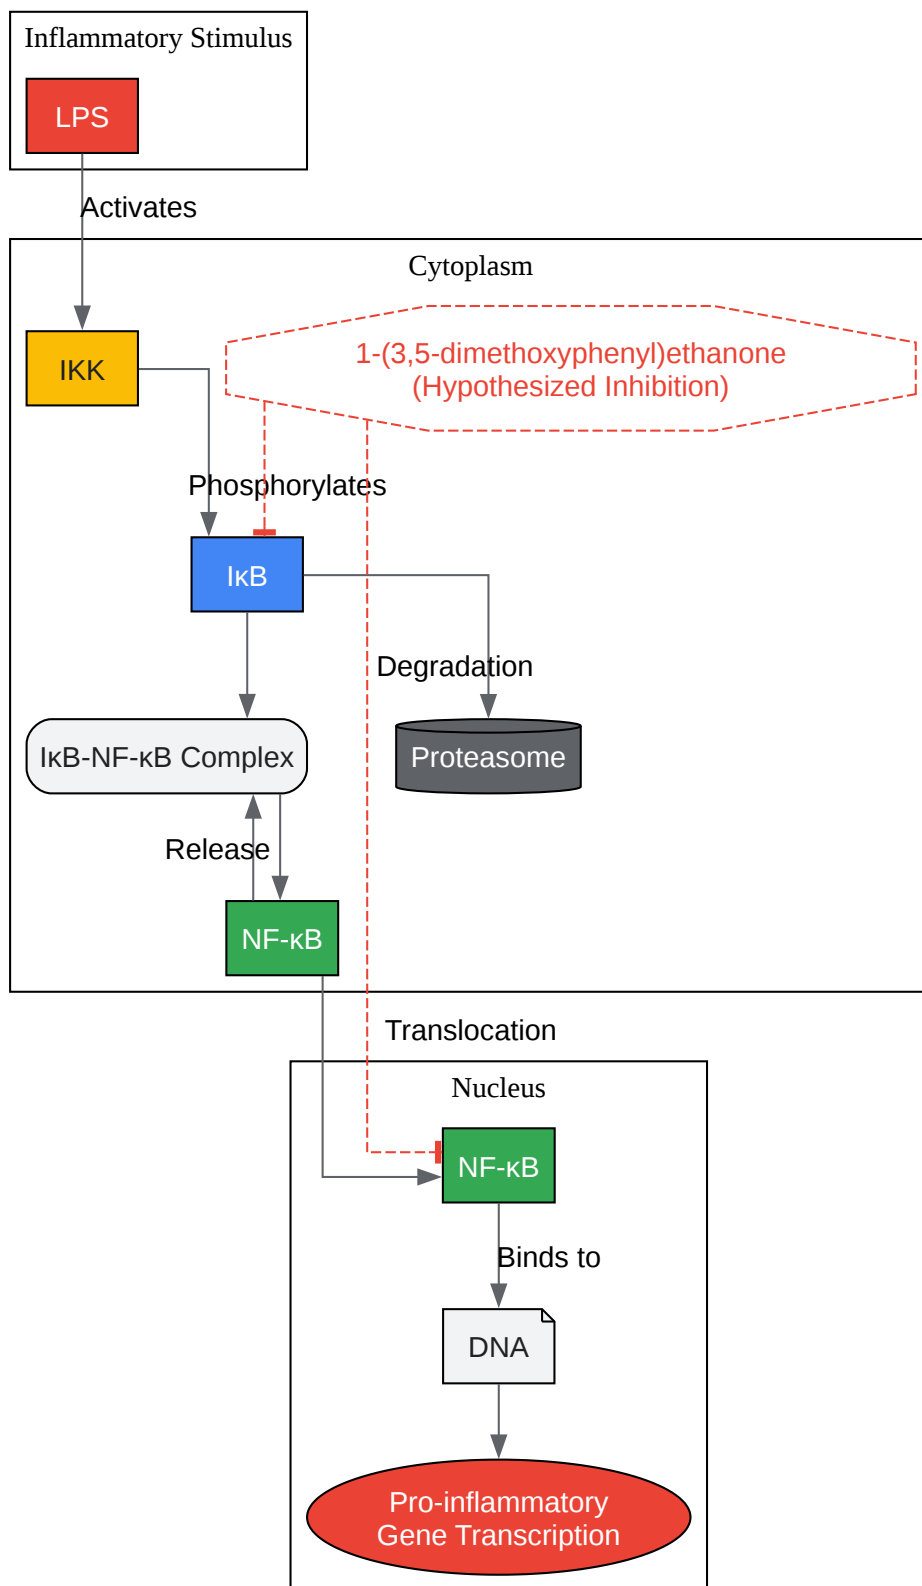 Inflammatory Stimulus
LPS
Activates
Cytoplasm
1-(3,5-dimethoxyphenyl)ethanone
(Hypothesized Inhibition)
IKK
Phosphorylates
IκB
Degradation
IκB-NF-κB Complex
Proteasome
Release
NF-κB
Translocation
Nucleus
NF-κB
Binds to
DNA
Pro-inflammatory
Gene Transcription